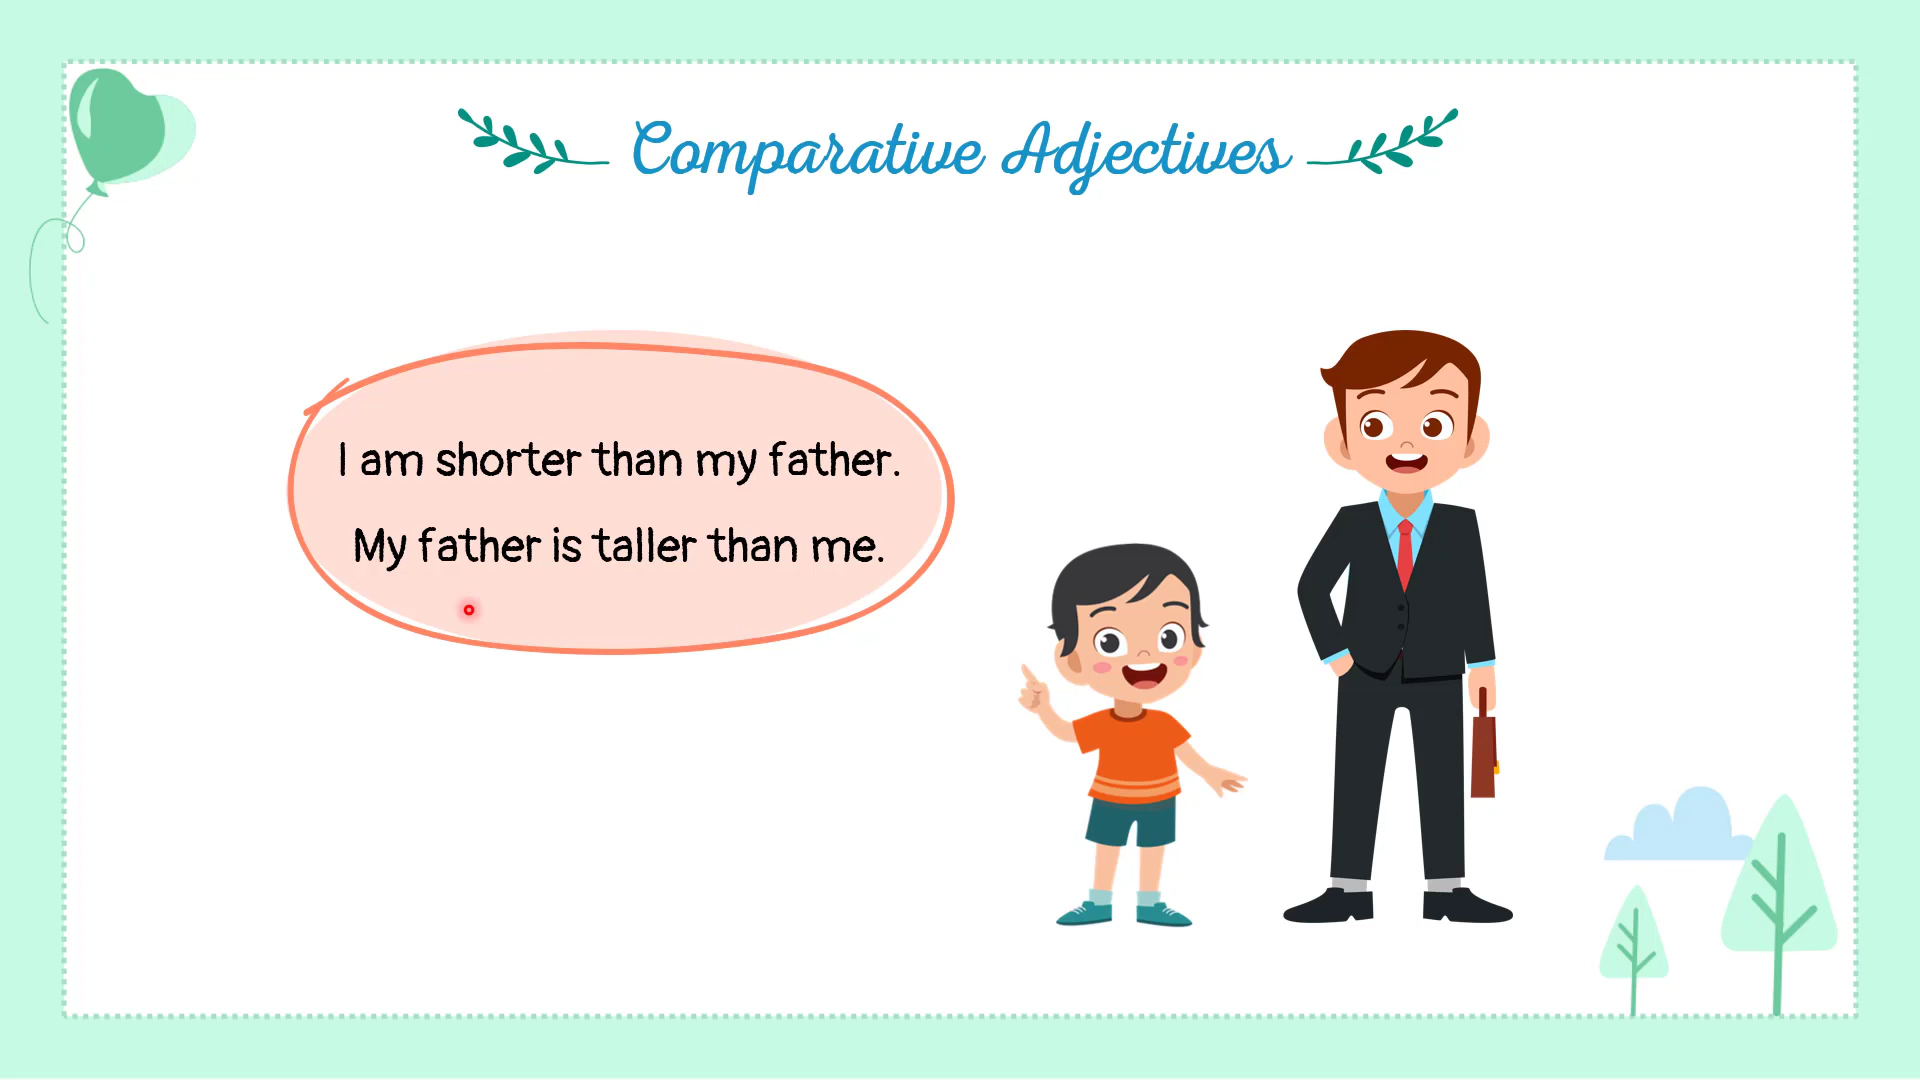 Comparative Adjectives
I am shorter than my father.
My father is taller than me.